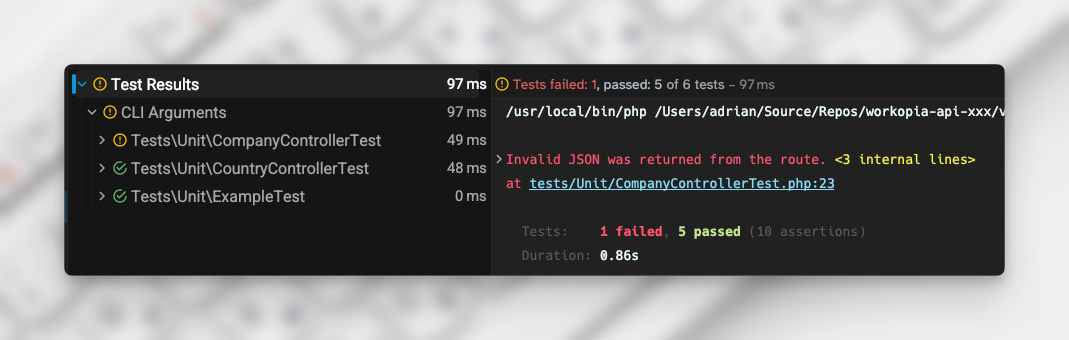 Test Results 97 ms
CLI Arguments 97 ms
Tests\Unit\CompanyControllerTest 49 ms
Tests\Unit\CountryControllerTest 48 ms
Tests\Unit\ExampleTest 0 ms
Tests failed: 1, passed: 5 of 6 tests – 97 ms
/usr/local/bin/php /Users/adrian/Source/Repos/workopia-api-xxx/v
Invalid JSON was returned from the route. <3 internal lines>
at tests/Unit/CompanyControllerTest.php:23
Tests: 1 failed, 5 passed (10 assertions)
Duration: 0.86s